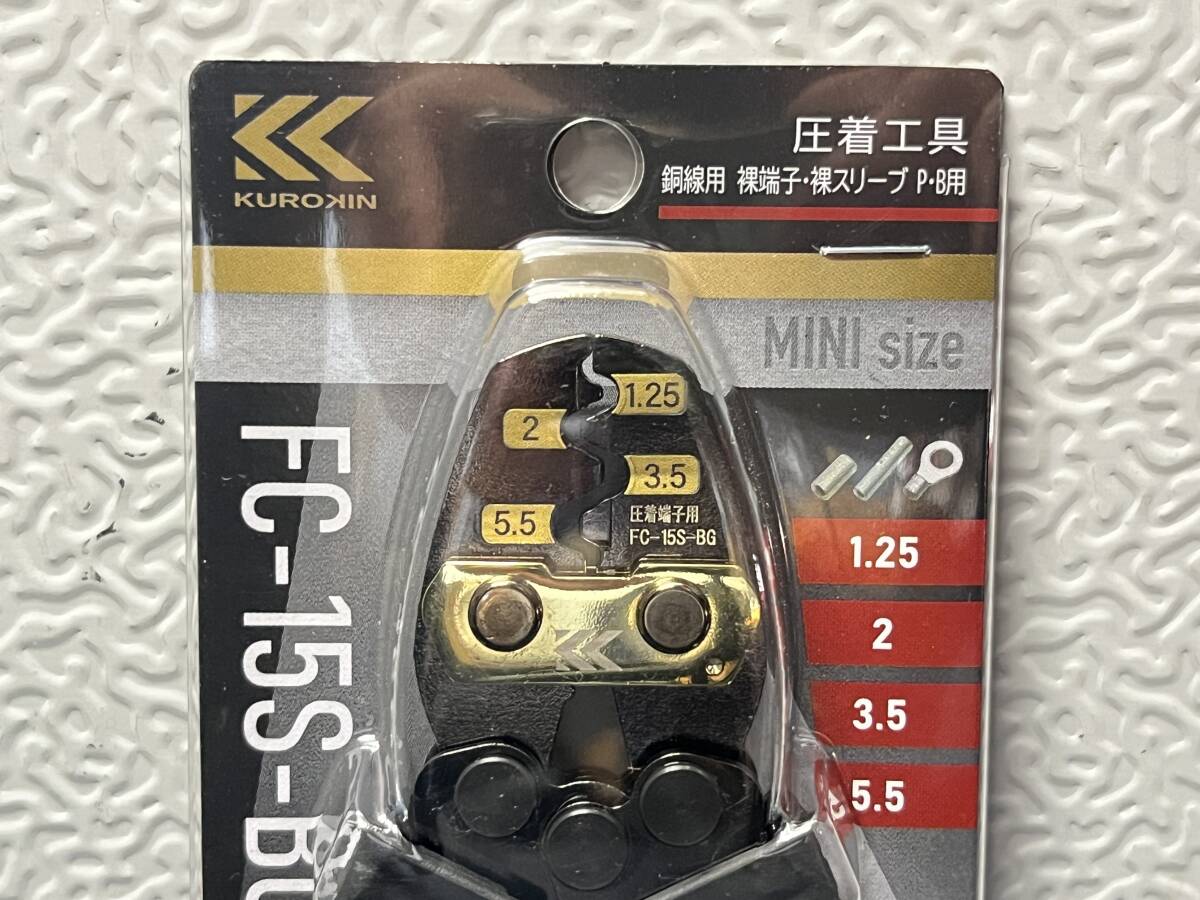 KUROKIN
圧着工具
銅線用 裸端子・裸スリーブ P・B用
MINI size
1.25
2
3.5
5.5
圧着端子用
FC-15S-BG
1.25
2
3.5
5.5
FC-15S-B